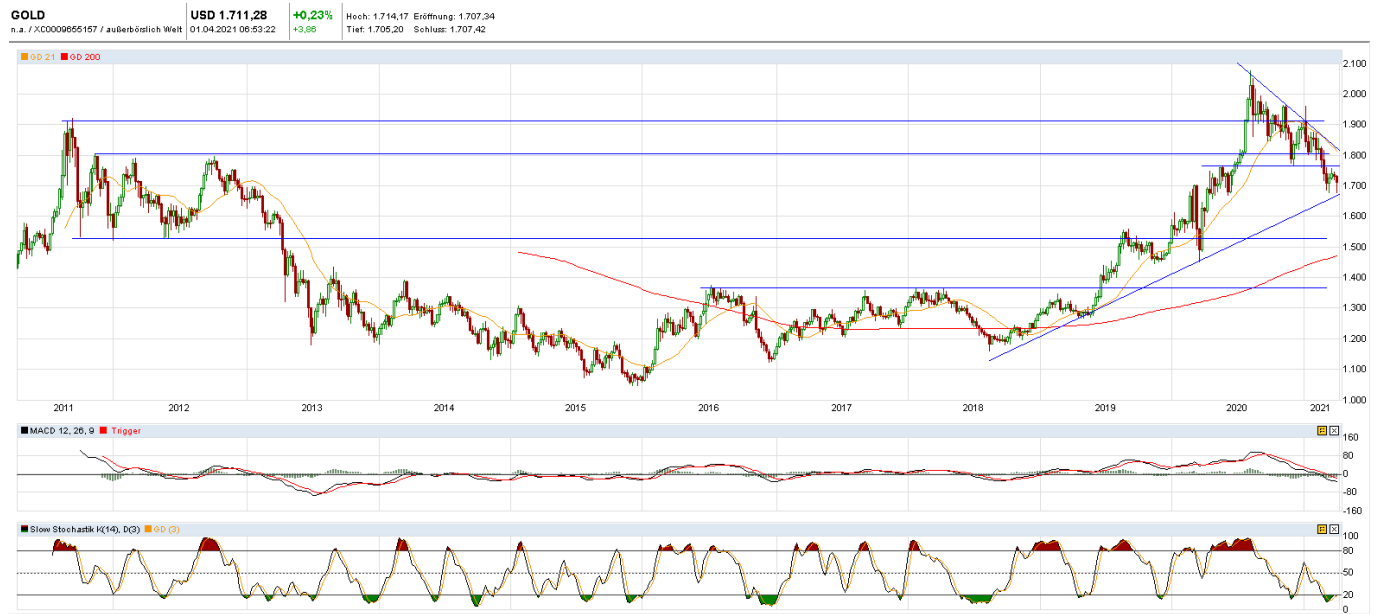 GOLD
n.a. / XC0009655157 / außerbörslich Welt
USD 1.711,28
01.04.2021 06:53:22
+0,23%
+3,86
Hoch: 1.714,17 Eröffnung: 1.707,34
Tief: 1.705,20 Schluss: 1.707,42
GD 21 GD 200
2.100
2.000
1.900
1.800
1.700
1.600
1.500
1.400
1.300
1.200
1.100
1.000
2011 2012 2013 2014 2015 2016 2017 2018 2019 2020 2021
MACD 12, 26, 9 Trigger
160
80
0
-80
-160
Slow Stochastik K(14), D(3) GD (3)
100
80
50
20
0